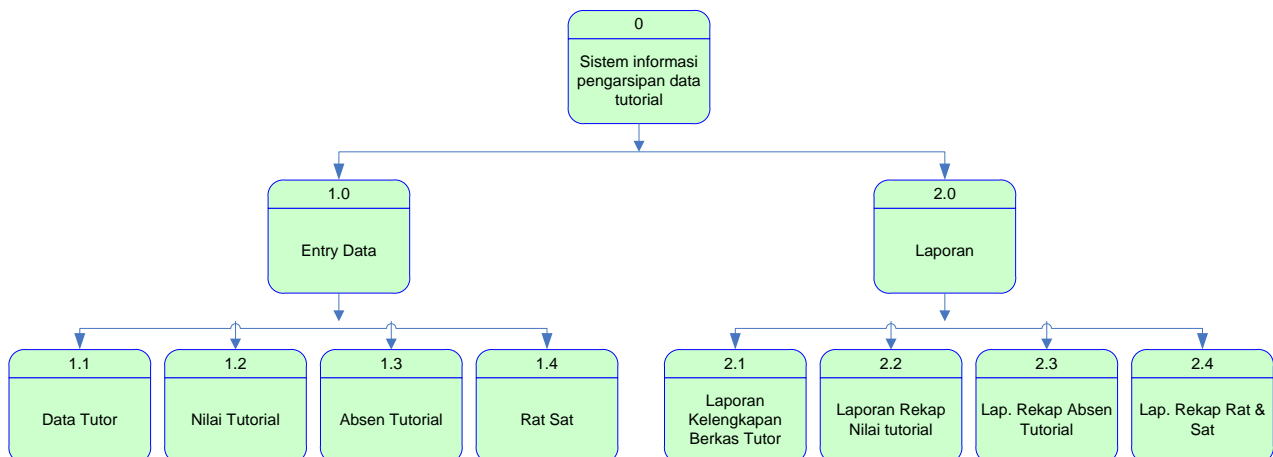 0
Sistem informasi
pengarsipan data
tutorial
1.0
Entry Data
2.0
Laporan
1.1
Data Tutor
1.2
Nilai Tutorial
1.3
Absen Tutorial
1.4
Rat Sat
2.1
Laporan
Kelengkapan
Berkas Tutor
2.2
Laporan Rekap
Nilai tutorial
2.3
Lap. Rekap Absen
Tutorial
2.4
Lap. Rekap Rat &
Sat